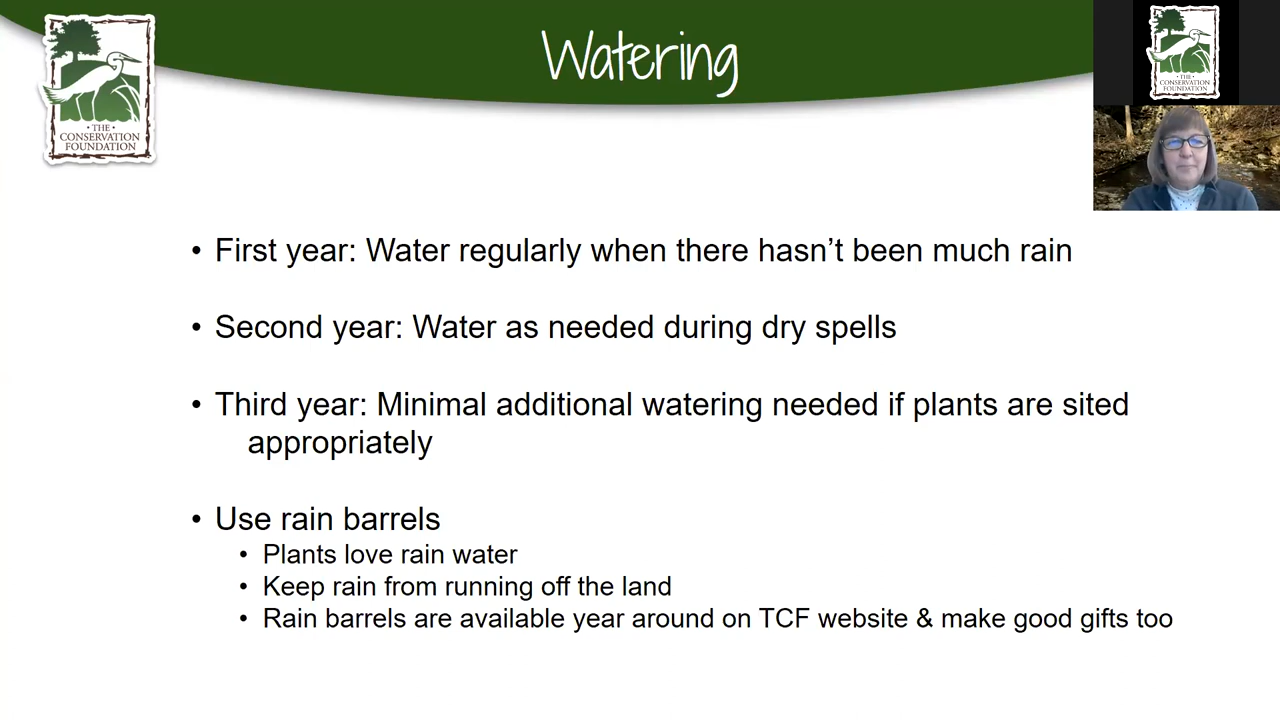 Watering
• THE •
CONSERVATION
FOUNDATION
• THE •
CONSERVATION
FOUNDATION
• First year: Water regularly when there hasn’t been much rain
• Second year: Water as needed during dry spells
• Third year: Minimal additional watering needed if plants are sited
appropriately
• Use rain barrels
• Plants love rain water
• Keep rain from running off the land
• Rain barrels are available year around on TCF website & make good gifts too